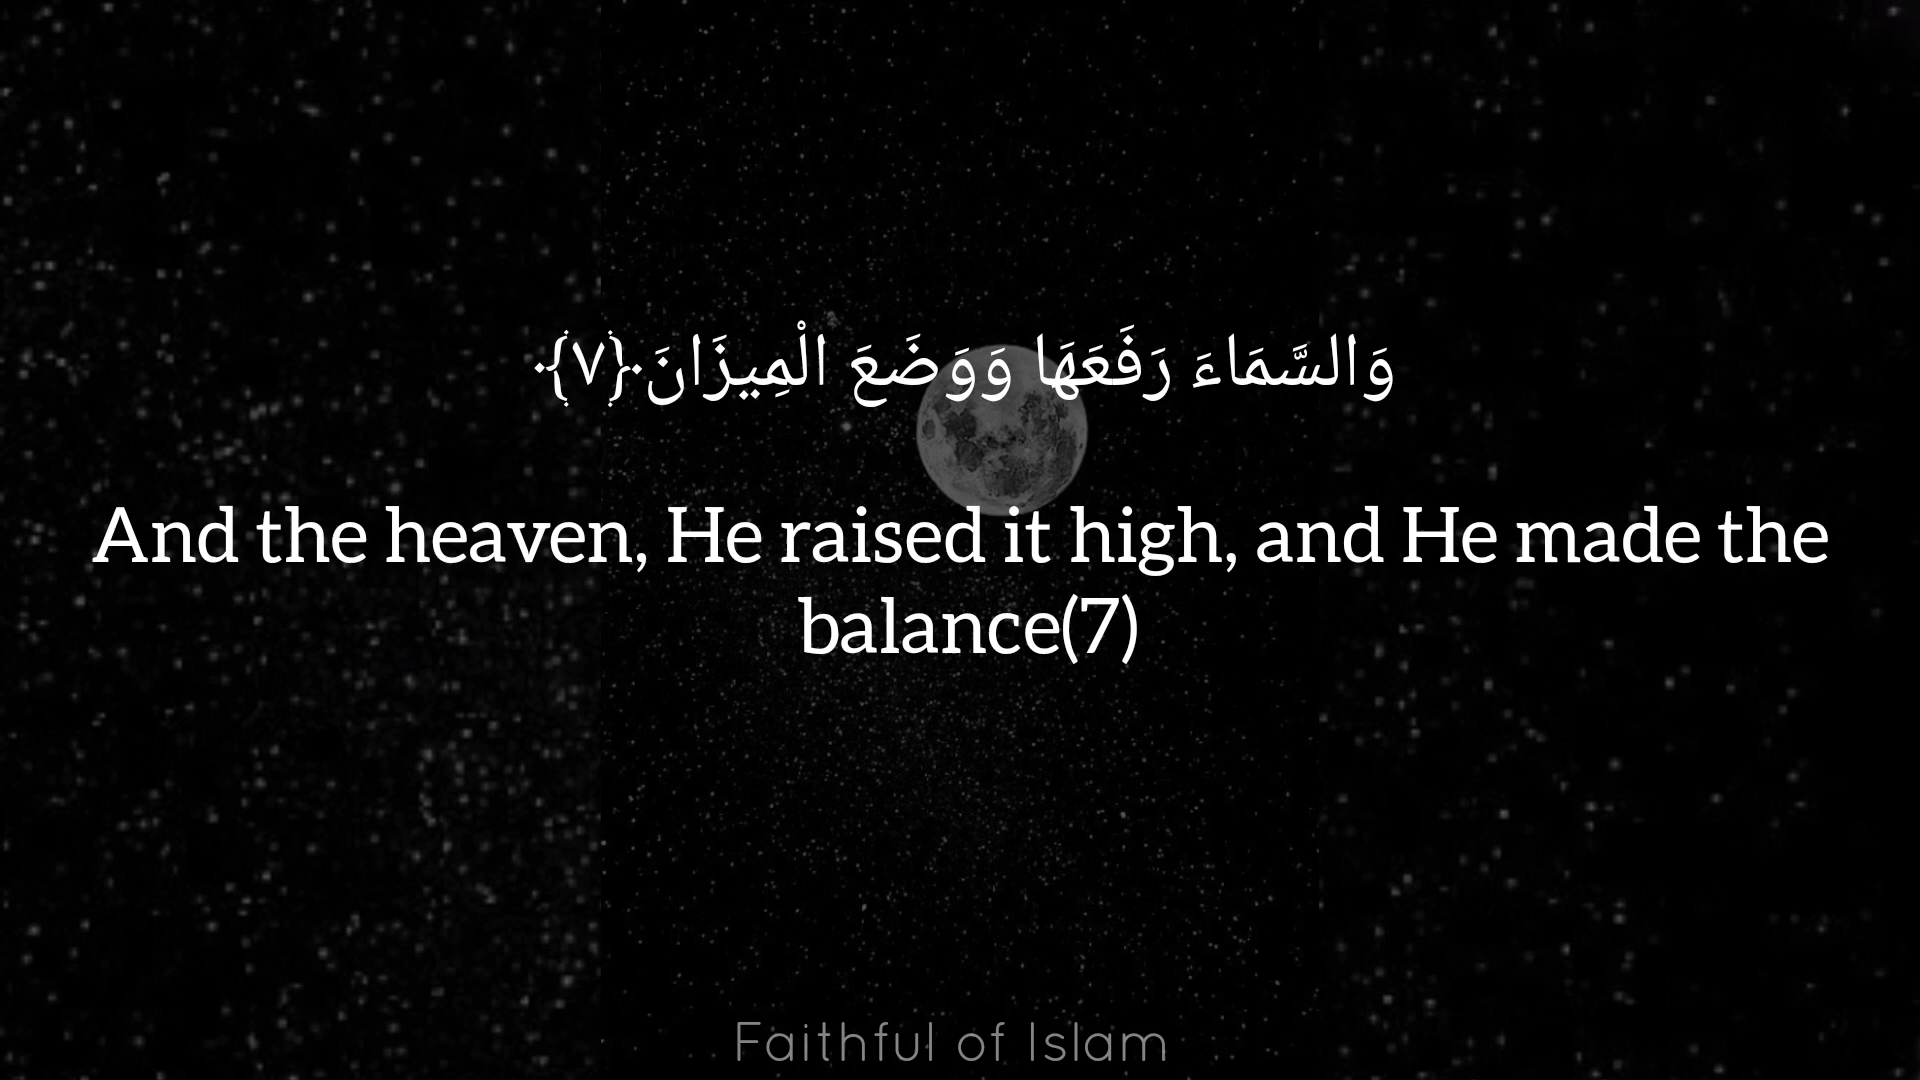 وَالسَّمَاءَ رَفَعَهَا وَوَضَعَ الْمِيزَانَ﴿٧﴾
And the heaven, He raised it high, and He made the
balance(7)
Faithful of Islam